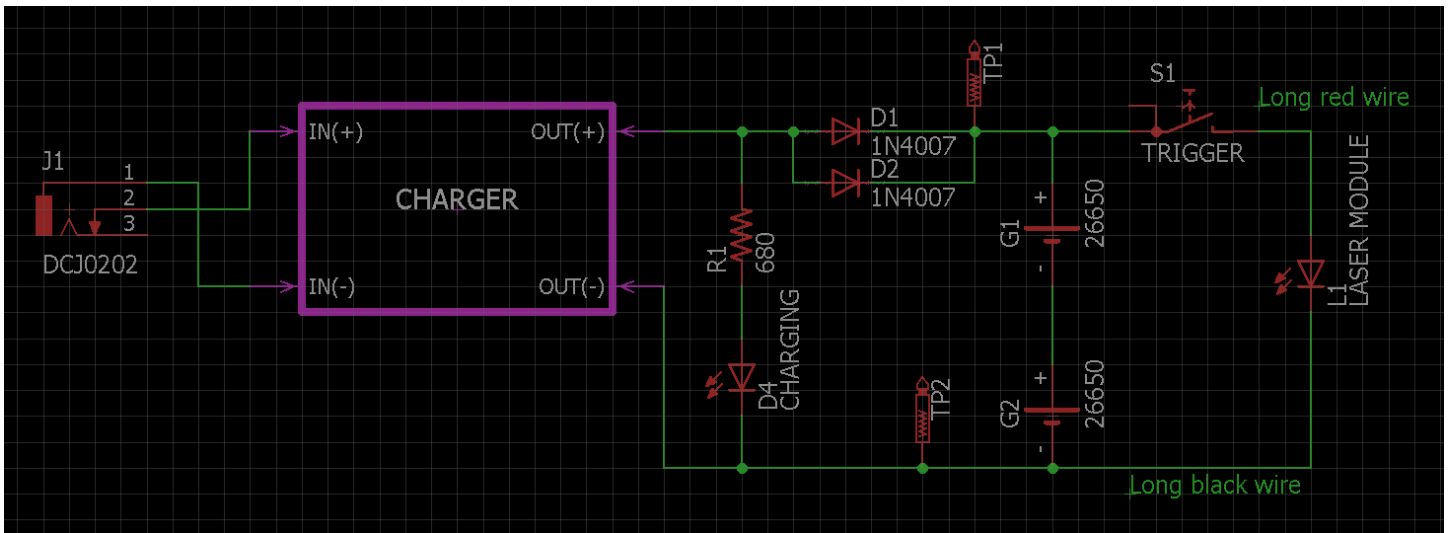 J1
1
2
3
DCJ0202
IN(+)
OUT(+)
CHARGER
IN(-)
OUT(-)
R1
680
D4
CHARGING
D1
1N4007
D2
1N4007
TP1
TP2
G1
+
-
26650
G2
+
-
26650
S1
TRIGGER
Long red wire
L1
LASER MODULE
Long black wire